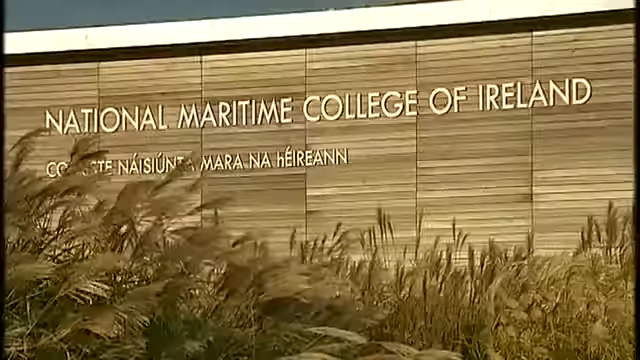 NATIONAL MARITIME COLLEGE OF IRELAND
NÁISIÚNTA MARA NA hÉIREANN